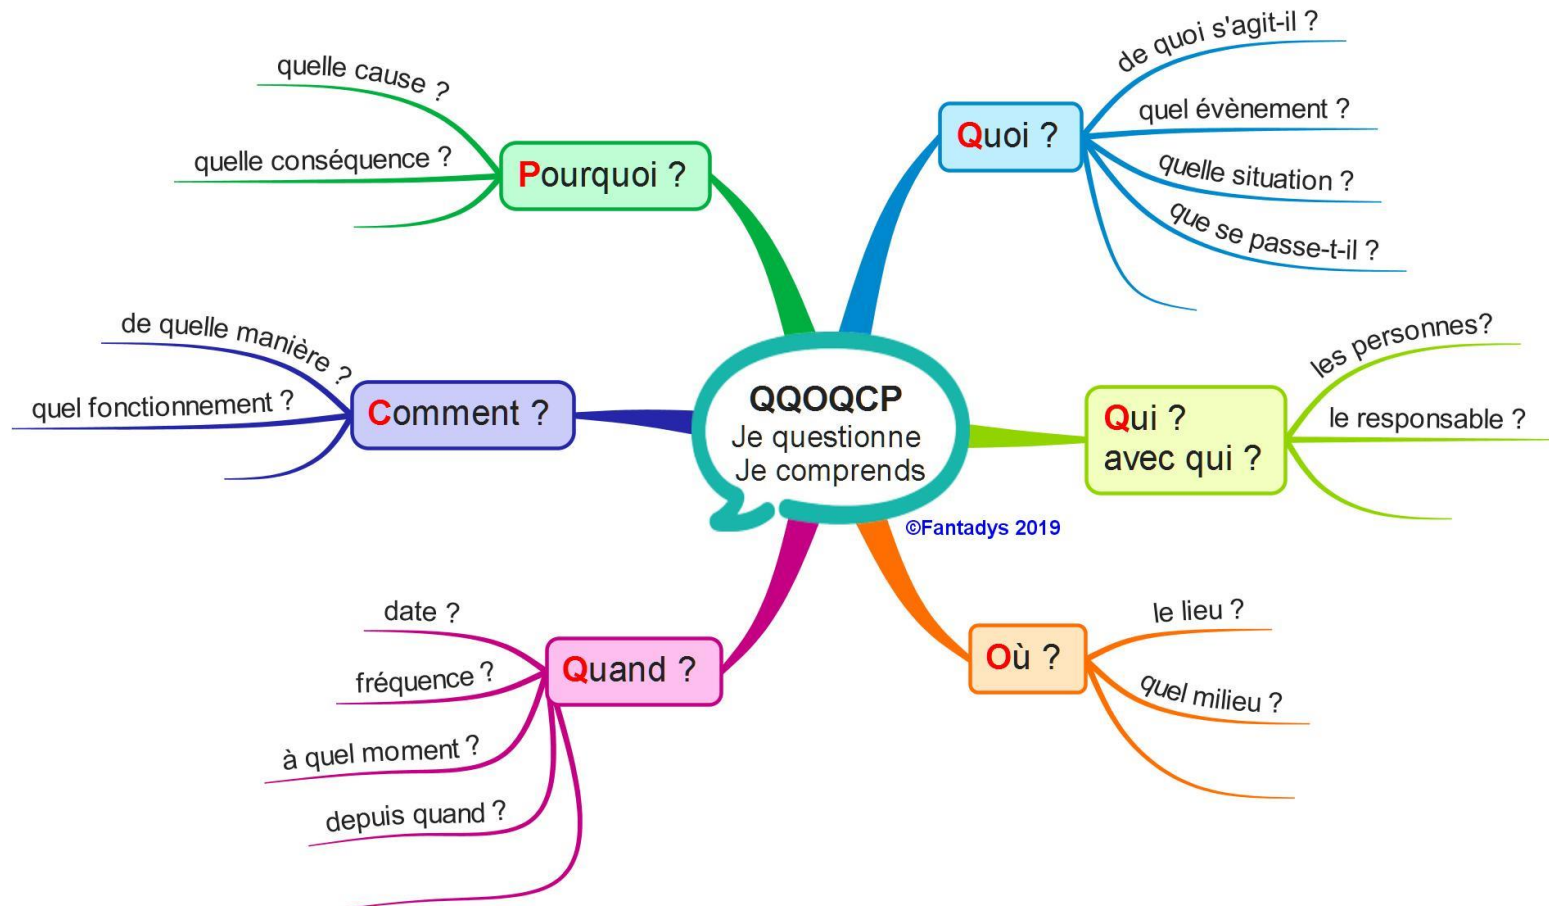 QQOQCP
Je questionne
Je comprends
©Fantadys 2019
Quoi ?
de quoi s'agit-il ?
quel évènement ?
quelle situation ?
que se passe-t-il ?
Qui ?
avec qui ?
les personnes?
le responsable ?
Où ?
le lieu ?
quel milieu ?
Quand ?
date ?
fréquence ?
à quel moment ?
depuis quand ?
Comment ?
de quelle manière ?
quel fonctionnement ?
Pourquoi ?
quelle cause ?
quelle conséquence ?